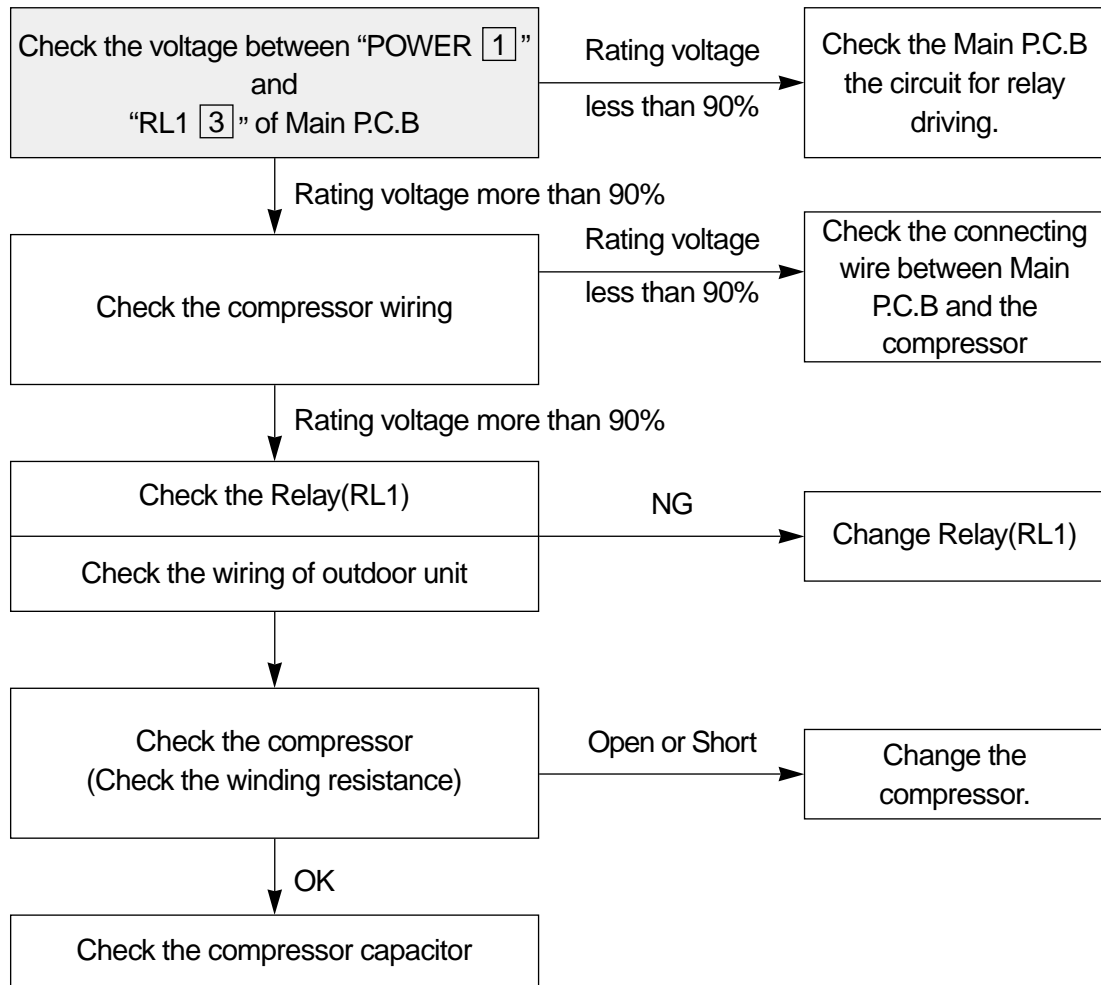 Check the voltage between “POWER 1”
and
“RL1 3” of Main P.C.B
Rating voltage
less than 90%
Check the Main P.C.B
the circuit for relay
driving.
Rating voltage more than 90%
Check the compressor wiring
Rating voltage
less than 90%
Check the connecting
wire between Main
P.C.B and the
compressor
Rating voltage more than 90%
Check the Relay(RL1)
Check the wiring of outdoor unit
NG
Change Relay(RL1)
Check the compressor
(Check the winding resistance)
Open or Short
Change the
compressor.
OK
Check the compressor capacitor